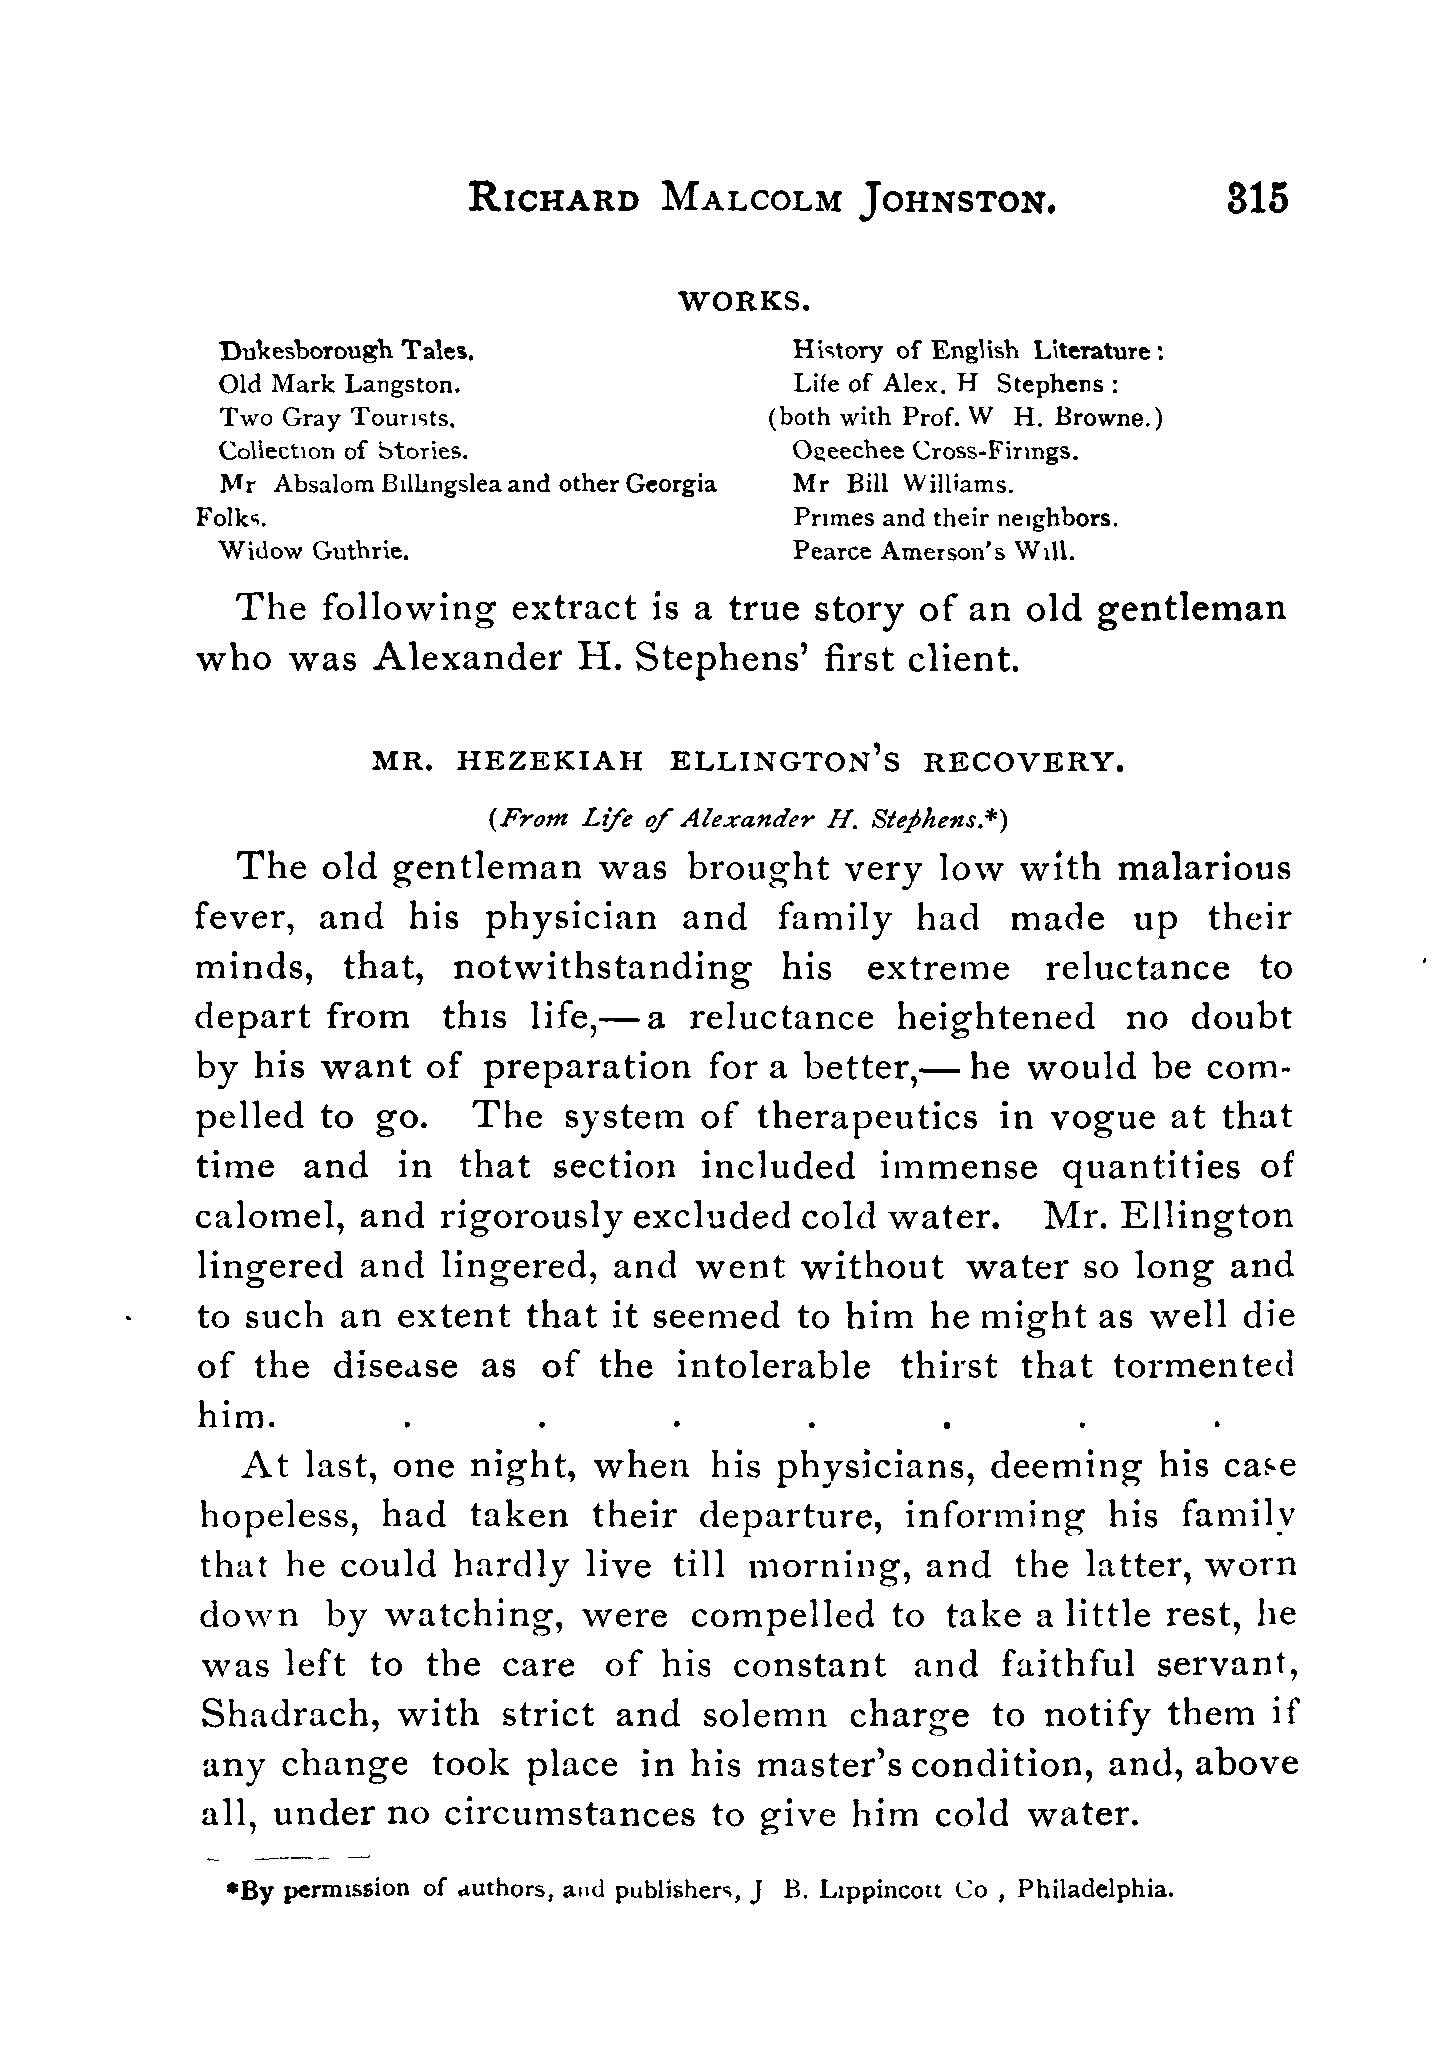 RICHARD MALCOLM JOHNSTON. 315
WORKS.
Dukesborough Tales.
Old Mark Langston.
Two Gray Tourists.
Collection of Stories.
Mr Absalom Billingslea and other Georgia
Folks.
Widow Guthrie.
History of English Literature:
Life of Alex. H Stephens:
(both with Prof. W H. Browne.)
Ogeechee Cross-Firings.
Mr Bill Williams.
Primes and their neighbors.
Pearce Amerson's Will.
The following extract is a true story of an old gentleman
who was Alexander H. Stephens' first client.
MR. HEZEKIAH ELLINGTON'S RECOVERY.
(From Life of Alexander H. Stephens.*)
The old gentleman was brought very low with malarious
fever, and his physician and family had made up their
minds, that, notwithstanding his extreme reluctance to
depart from this life,—a reluctance heightened no doubt
by his want of preparation for a better,—he would be com-
pelled to go. The system of therapeutics in vogue at that
time and in that section included immense quantities of
calomel, and rigorously excluded cold water. Mr. Ellington
lingered and lingered, and went without water so long and
to such an extent that it seemed to him he might as well die
of the disease as of the intolerable thirst that tormented
him. . . . . . . .
At last, one night, when his physicians, deeming his case
hopeless, had taken their departure, informing his family
that he could hardly live till morning, and the latter, worn
down by watching, were compelled to take a little rest, he
was left to the care of his constant and faithful servant,
Shadrach, with strict and solemn charge to notify them if
any change took place in his master's condition, and, above
all, under no circumstances to give him cold water.
*By permission of authors, and publishers, J B. Lippincott Co , Philadelphia.